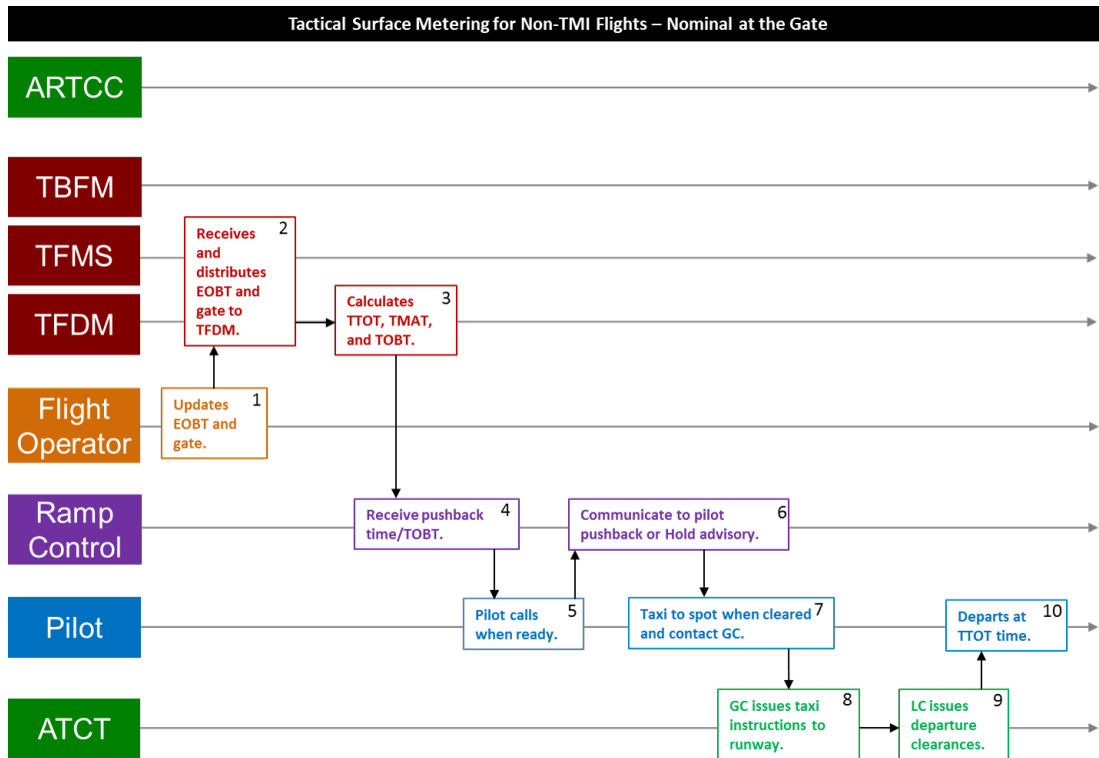 Tactical Surface Metering for Non-TMI Flights – Nominal at the Gate
ARTCC
TBFM
TFMS
TFDM
Flight
Operator
Ramp
Control
Pilot
ATCT
1
Updates
EOBT and
gate.
2
Receives
and
distributes
EOBT and
gate to
TFDM.
3
Calculates
TTOT, TMAT,
and TOBT.
4
Receive pushback
time/TOBT.
5
Pilot calls
when ready.
6
Communicate to pilot
pushback or Hold advisory.
7
Taxi to spot when cleared
and contact GC.
8
GC issues taxi
instructions to
runway.
9
LC issues
departure
clearances.
10
Departs at
TTOT time.